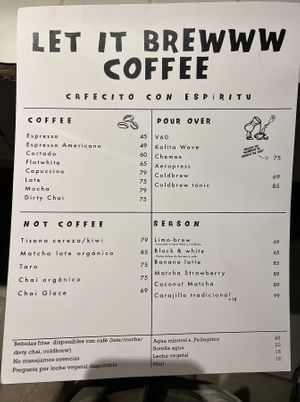 LET IT BREWWW
COFFEE
CAFECITO CON ESPIRITU
COFFEE
Espresso 45
Espresso Americano 49
Cortado 60
Flatwhite 65
Capuccino 79
Late 75
Mocha 79
Dirty Chai 75
POUR OVER
V60
Kalita Wave
Chemex 75
Aeropress
Coldbrew 69
Coldbrew tónic 85
NOT COFFEE
Tisana cereza/kiwi 79
Matcha late orgánico 85
Taro 75
Chai orgánico 75
Chai Glace 69
SEASON
Limo-brew 89
Black & white 65
Banana latte 85
Matcha Strawberry 89
Coconut Matcha 89
Carajillo tradicional +18 99
Bebidas frías disponibles con café (late/mocha/
dirty chai, coldbrew)
No manejamos esencias
Pregunta por leche vegetal disponible
Agua mineral s. Pellegrino 45
Botella agua 20
Leche vegetal 15
Miel 12